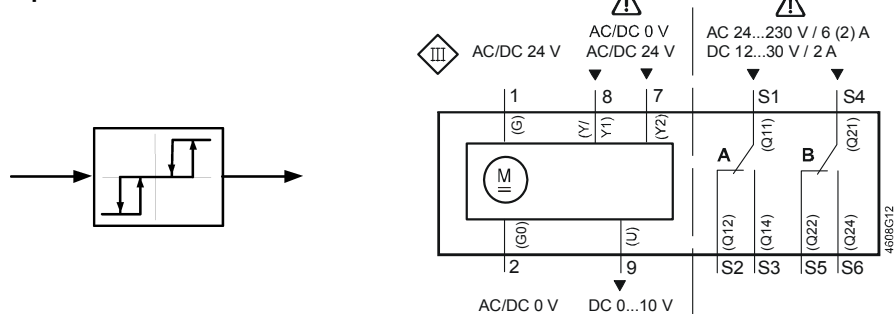 AC/DC 0 V
AC 24...230 V / 6 (2) A
III
AC/DC 24 V
AC/DC 24 V
DC 12...30 V / 2 A
1
8
7
S1
S4
(G)
(Y/
Y1)
(Y2)
(Q11)
(Q21)
A
B
M
(G0)
(U)
(Q12)
(Q14)
(Q22)
(Q24)
2
9
S2
S3
S5
S6
4608G12
AC/DC 0 V
DC 0...10 V